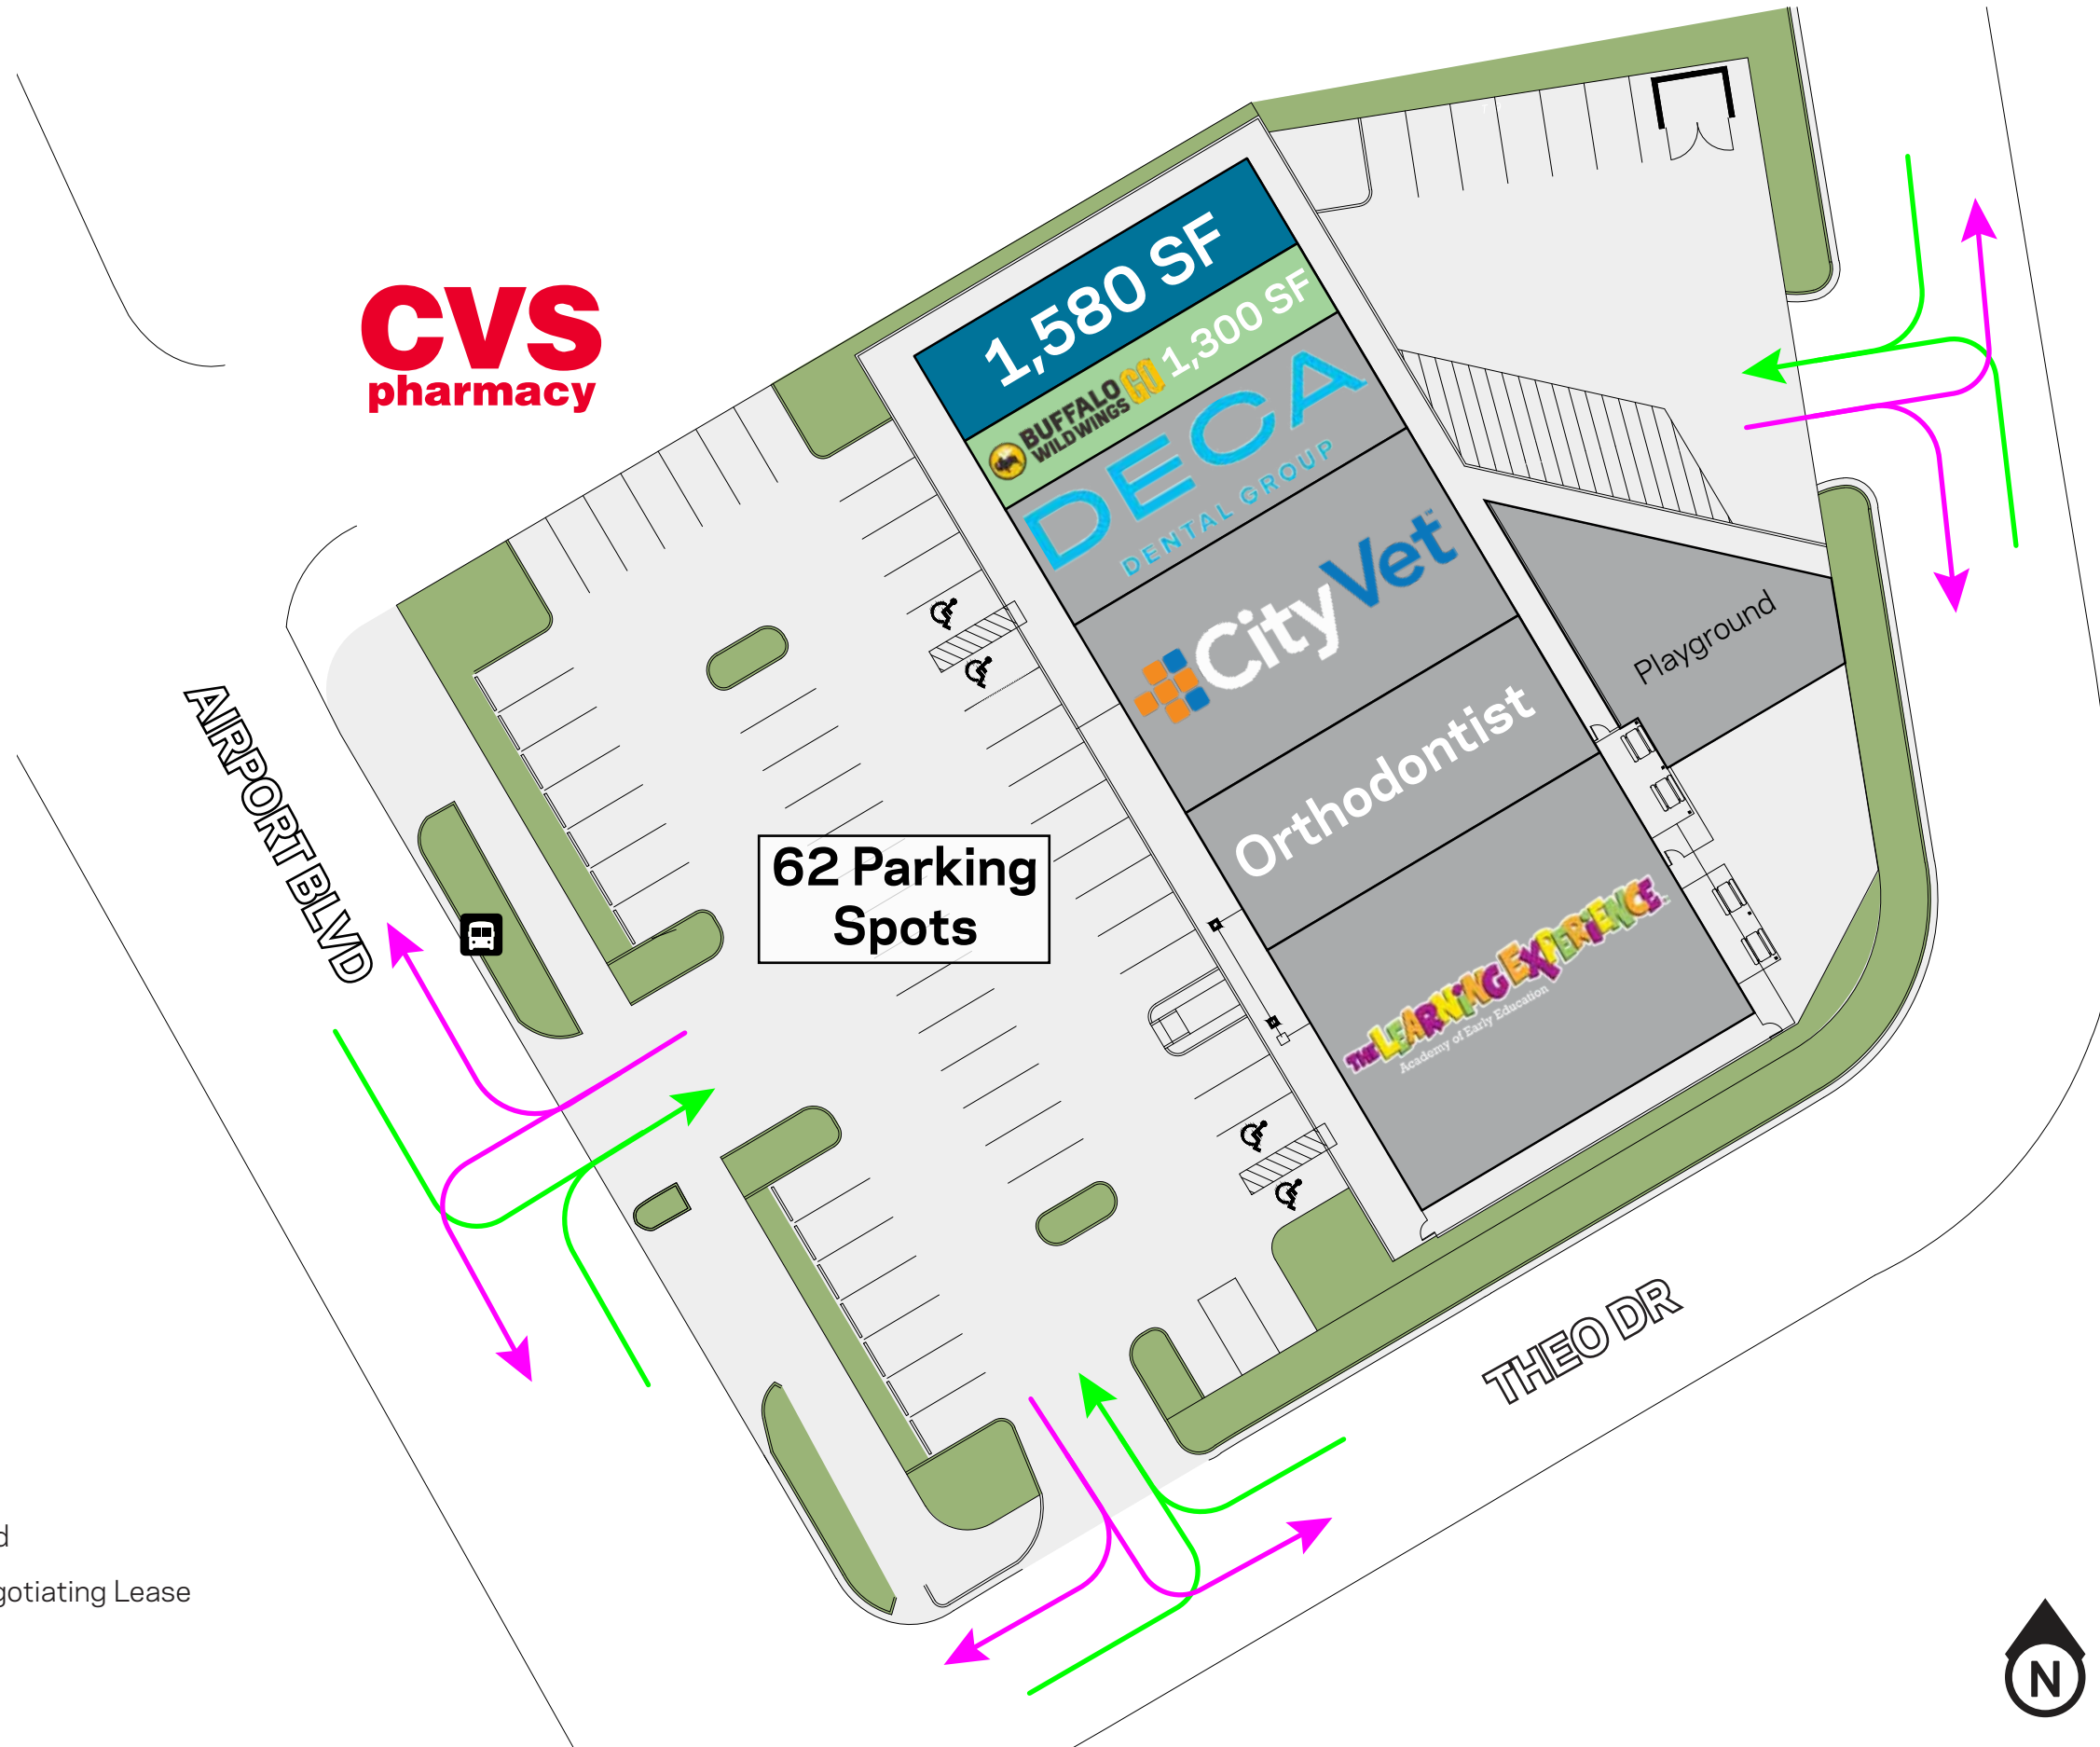 CVS
pharmacy
1,580 SF
BUFFALO
WILD WINGS
GO
1,300 SF
DECA
DENTAL GROUP
CityVet™
Playground
Orthodontist
AIRPORT BLVD
62 Parking
Spots
THE LEARNING EXPERIENCE
Academy of Early Education
THEO DR
d
gotiating Lease
N